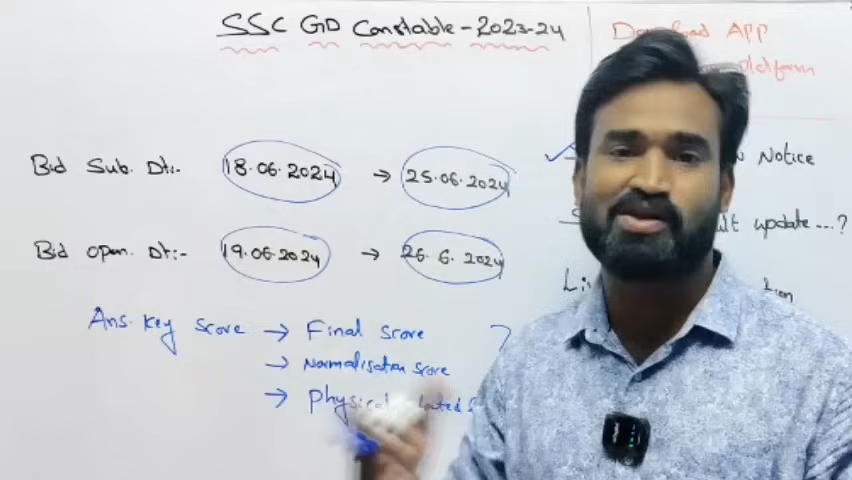 SSC GD Constable - 2023-24
Download APP
platform
Bid Sub. Dt:- 18.06.2024 → 25.06.2024
Notice
Bid Open. Dt:- 19.06.2024 → 26.6.2024
update...?
Ans. Key Score → Final Score
→ Normalisation Score
→ Physical